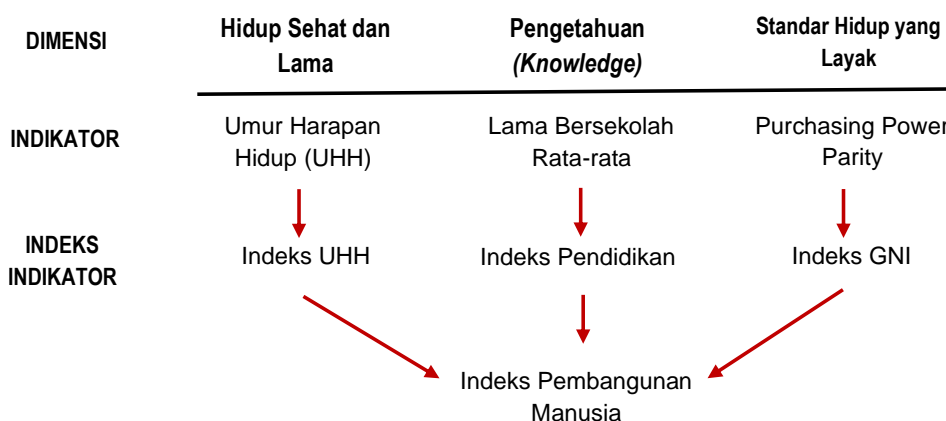 DIMENSI
Hidup Sehat dan
Lama
Pengetahuan
(Knowledge)
Standar Hidup yang
Layak
INDIKATOR
Umur Harapan
Hidup (UHH)
Lama Bersekolah
Rata-rata
Purchasing Power
Parity
INDEKS
INDIKATOR
Indeks UHH
Indeks Pendidikan
Indeks GNI
Indeks Pembangunan
Manusia